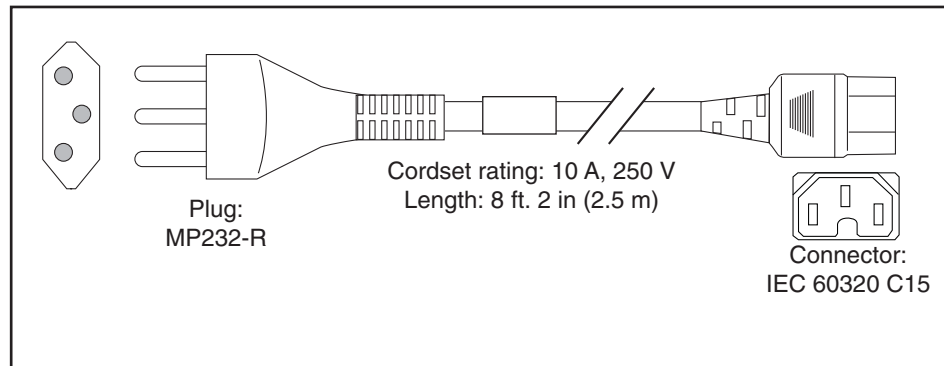 Cordset rating: 10 A, 250 V
Length: 8 ft. 2 in (2.5 m)
Plug:
MP232-R
Connector:
IEC 60320 C15